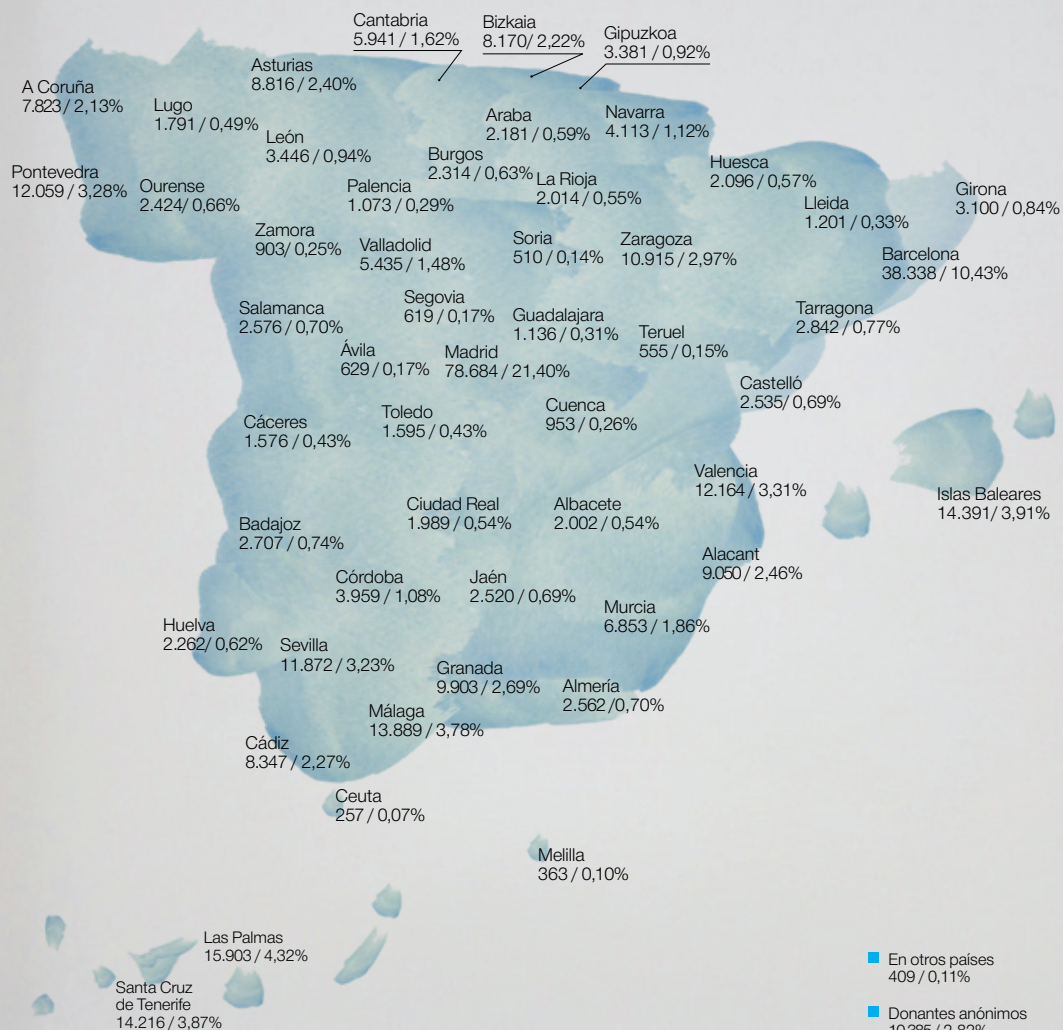 Cantabria
5.941 / 1,62%
Bizkaia
8.170/ 2,22%
Gipuzkoa
3.381 / 0,92%
Asturias
8.816 / 2,40%
A Coruña
7.823 / 2,13%
Lugo
1.791 / 0,49%
León
3.446 / 0,94%
Araba
2.181 / 0,59%
Navarra
4.113 / 1,12%
Burgos
2.314 / 0,63%
Pontevedra
12.059 / 3,28%
Ourense
2.424/ 0,66%
Palencia
1.073 / 0,29%
La Rioja
2.014 / 0,55%
Huesca
2.096 / 0,57%
Lleida
1.201 / 0,33%
Girona
3.100 / 0,84%
Zamora
903/ 0,25%
Valladolid
5.435 / 1,48%
Soria
510 / 0,14%
Zaragoza
10.915 / 2,97%
Barcelona
38.338 / 10,43%
Salamanca
2.576 / 0,70%
Segovia
619 / 0,17%
Guadalajara
1.136 / 0,31%
Teruel
555 / 0,15%
Tarragona
2.842 / 0,77%
Ávila
629 / 0,17%
Madrid
78.684 / 21,40%
Castelló
2.535/ 0,69%
Cáceres
1.576 / 0,43%
Toledo
1.595 / 0,43%
Cuenca
953 / 0,26%
Valencia
12.164 / 3,31%
Islas Baleares
14.391/ 3,91%
Badajoz
2.707 / 0,74%
Ciudad Real
1.989 / 0,54%
Albacete
2.002 / 0,54%
Alacant
9.050 / 2,46%
Córdoba
3.959 / 1,08%
Jaén
2.520 / 0,69%
Murcia
6.853 / 1,86%
Huelva
2.262/ 0,62%
Sevilla
11.872 / 3,23%
Granada
9.903 / 2,69%
Almería
2.562 /0,70%
Málaga
13.889 / 3,78%
Cádiz
8.347 / 2,27%
Ceuta
257 / 0,07%
Melilla
363 / 0,10%
Las Palmas
15.903 / 4,32%
Santa Cruz
de Tenerife
14.216 / 3,87%
En otros países
409 / 0,11%
Donantes anónimos
10.385 / 2,82%